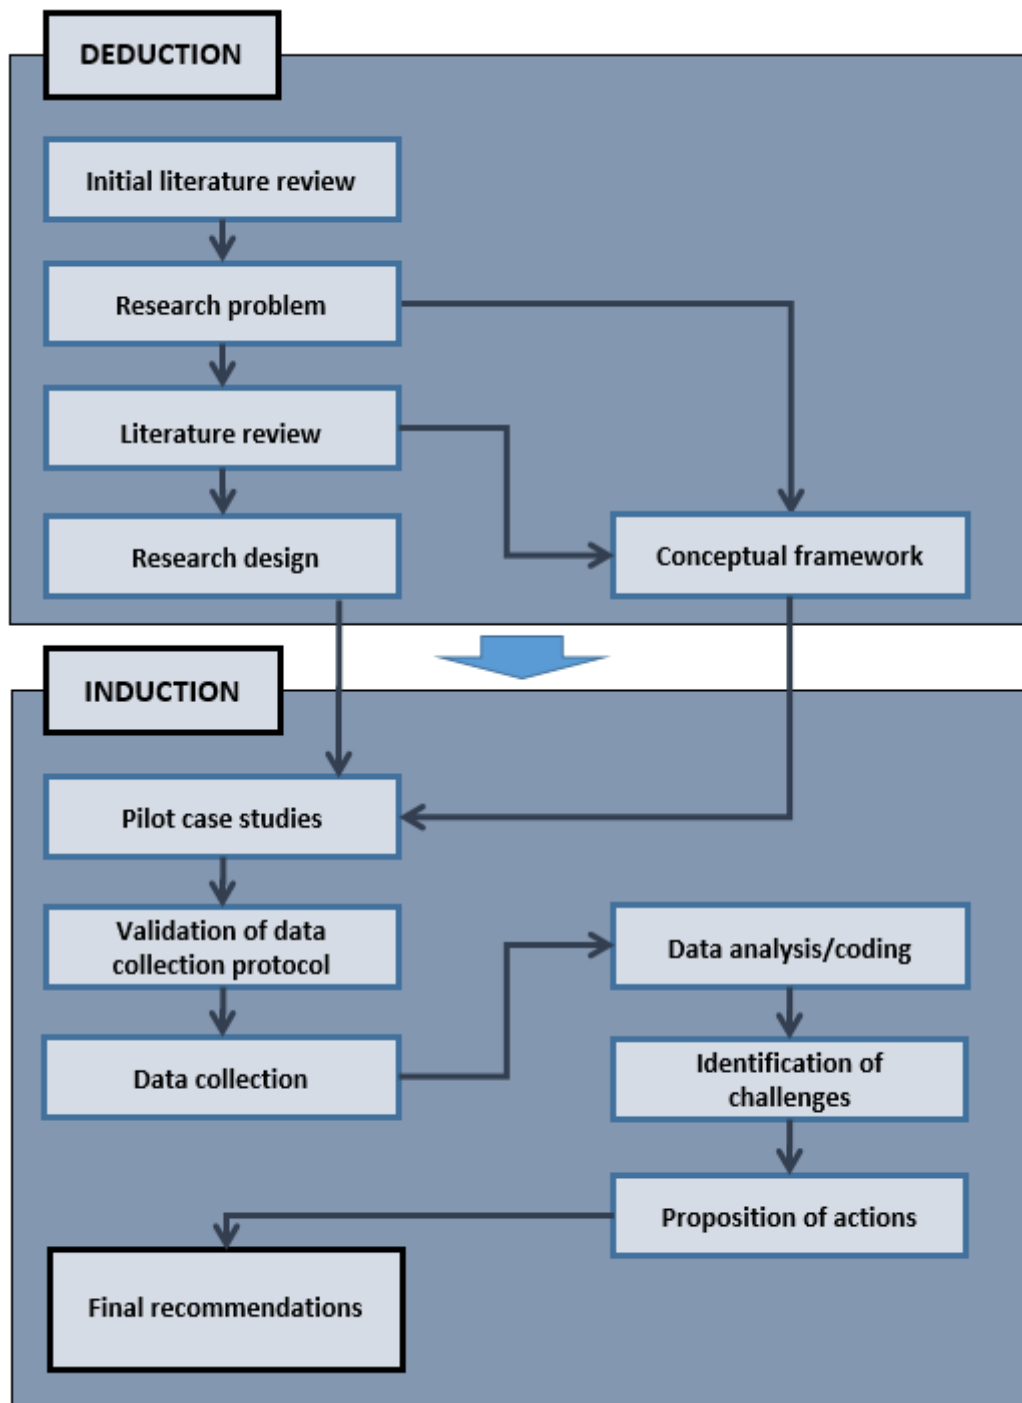 DEDUCTION
Initial literature review
Research problem
Literature review
Research design
Conceptual framework
INDUCTION
Pilot case studies
Validation of data
collection protocol
Data collection
Data analysis/coding
Identification of
challenges
Proposition of actions
Final recommendations